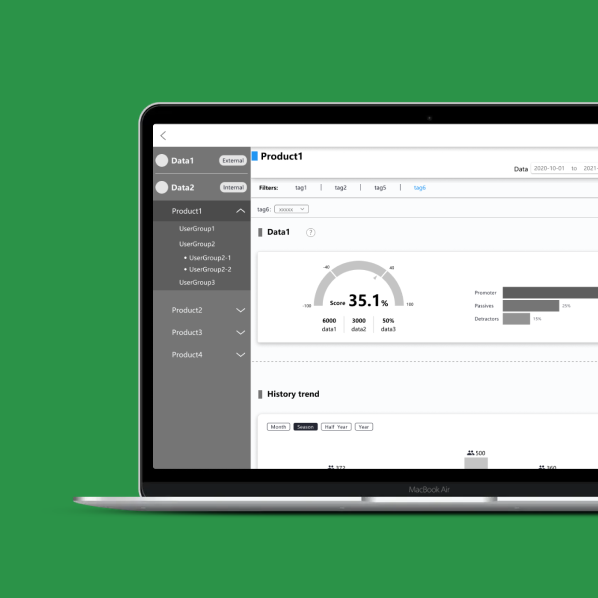 Data1 External
Data2 Internal
Product1
UserGroup1
UserGroup2
• UserGroup2-1
• UserGroup2-2
UserGroup3
Product2
Product3
Product4
Product1
Data 2020-10-01 to 2021-
Filters: tag1 | tag2 | tag5 | tag6
tag6: xxxxx
Data1 ?
-40 40
-100 Score 35.1% 100
6000 3000 50%
data1 data2 data3
Promoter
Passives 25%
Detractors 15%
History trend
Month Season Half Year Year
500
372 360
MacBook Air